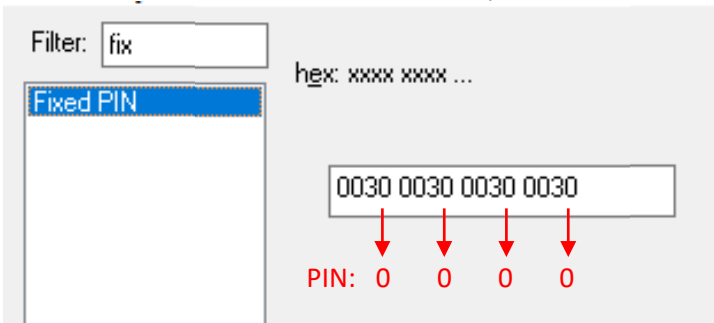 Filter: fix
hex: xxxx xxxx ...
Fixed PIN
0030 0030 0030 0030
PIN: 0 0 0 0